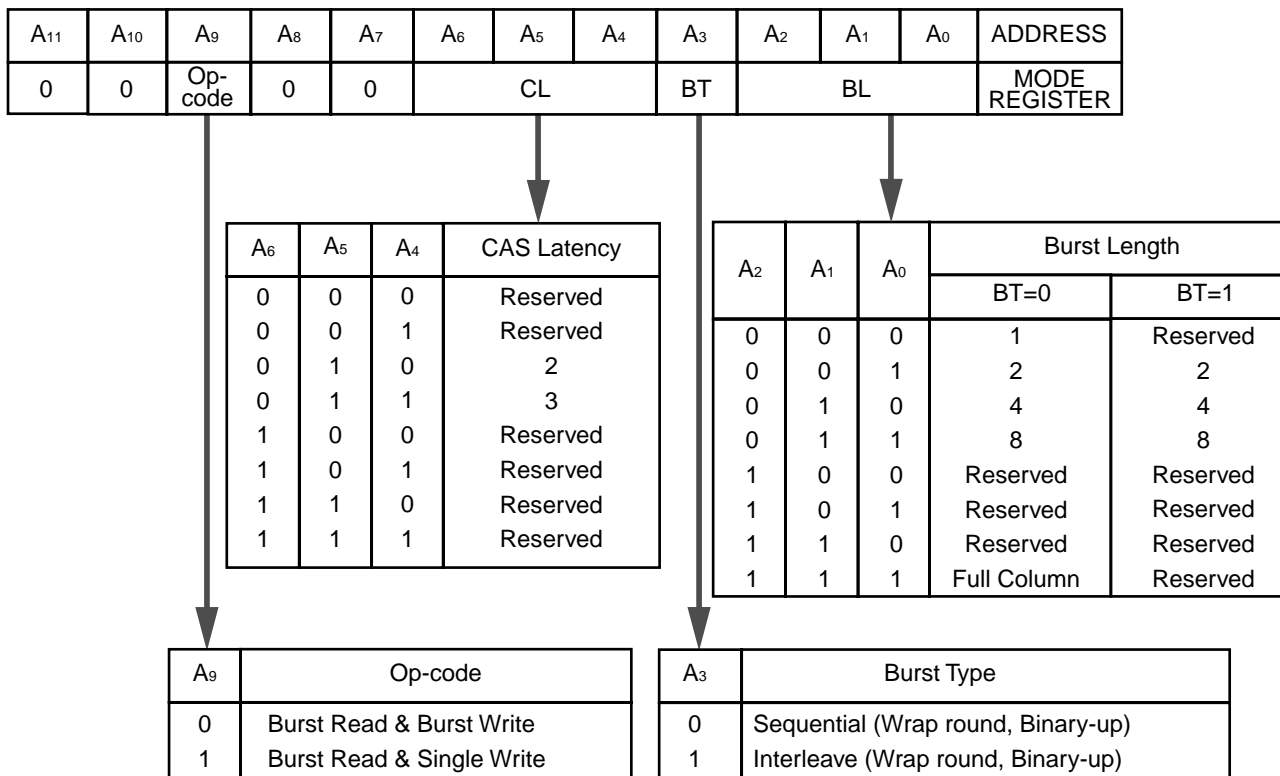 A11 A10 A9 A8 A7 A6 A5 A4 A3 A2 A1 A0 ADDRESS
0 0 Op-code 0 0 CL BT BL MODE REGISTER
A6 A5 A4 CAS Latency
0 0 0 Reserved
0 0 1 Reserved
0 1 0 2
0 1 1 3
1 0 0 Reserved
1 0 1 Reserved
1 1 0 Reserved
1 1 1 Reserved
A2 A1 A0 Burst Length
BT=0 BT=1
0 0 0 1 Reserved
0 0 1 2 2
0 1 0 4 4
0 1 1 8 8
1 0 0 Reserved Reserved
1 0 1 Reserved Reserved
1 1 0 Reserved Reserved
1 1 1 Full Column Reserved
A9 Op-code
0 Burst Read & Burst Write
1 Burst Read & Single Write
A3 Burst Type
0 Sequential (Wrap round, Binary-up)
1 Interleave (Wrap round, Binary-up)